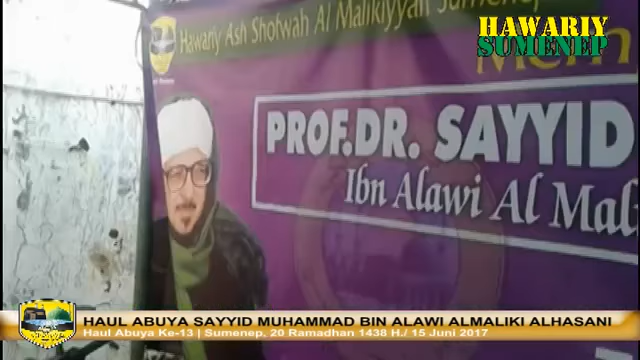 HAWARIY
SUMENEP
Hawariy Ash Shofwah Al Malikiyyah Sumenep
PROF.DR. SAYYID
Ibn Alawi Al Mal
HAUL ABUYA SAYYID MUHAMMAD BIN ALAWI ALMALIKI ALHASANI
Haul Abuya Ke-13 | Sumenep, 20 Ramadhan 1438 H./ 15 Juni 2017